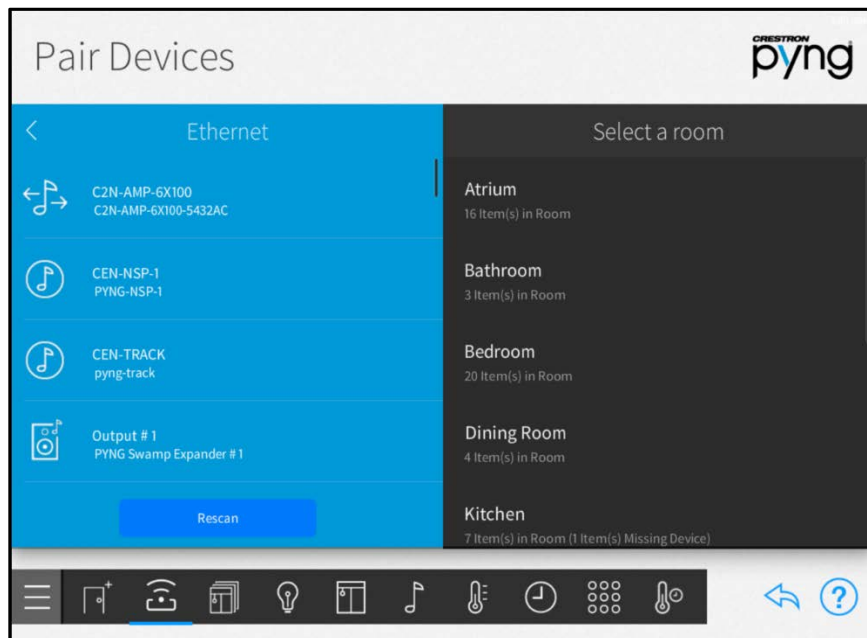 Pair Devices
CRESTRON
pyng
Ethernet
Select a room
C2N-AMP-6X100
C2N-AMP-6X100-5432AC
CEN-NSP-1
PYNG-NSP-1
CEN-TRACK
pyng-track
Output # 1
PYNG Swamp Expander # 1
Rescan
Atrium
16 Item(s) in Room
Bathroom
3 Item(s) in Room
Bedroom
20 Item(s) in Room
Dining Room
4 Item(s) in Room
Kitchen
7 Item(s) in Room (1 Item(s) Missing Device)
?